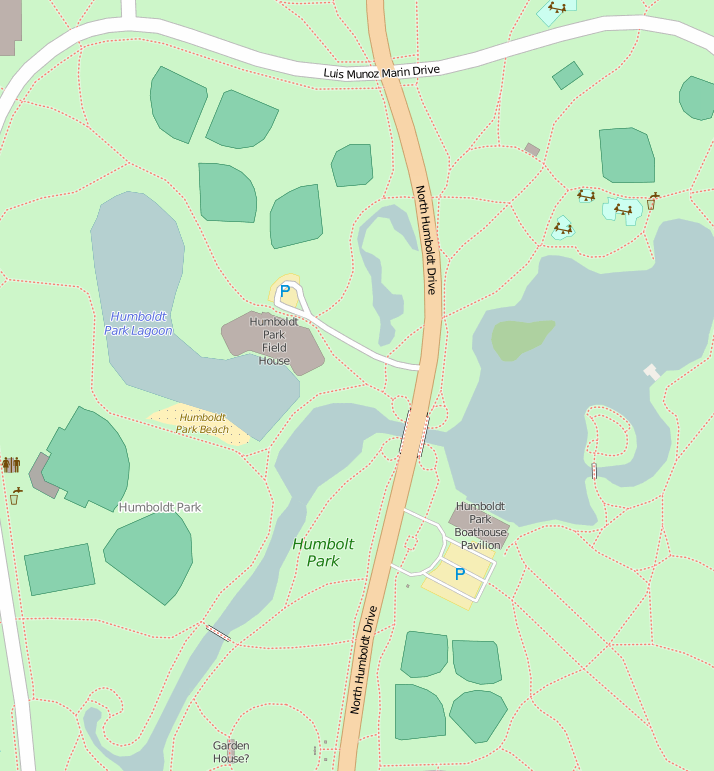 Luis Munoz Marin Drive
North Humboldt Drive
P
Humboldt
Park Lagoon
Humboldt
Park
Field
House
Humboldt
Park Beach
Humboldt Park
Humboldt
Park
Boathouse
Pavilion
Humbolt
Park
P
North Humboldt Drive
Garden
House?